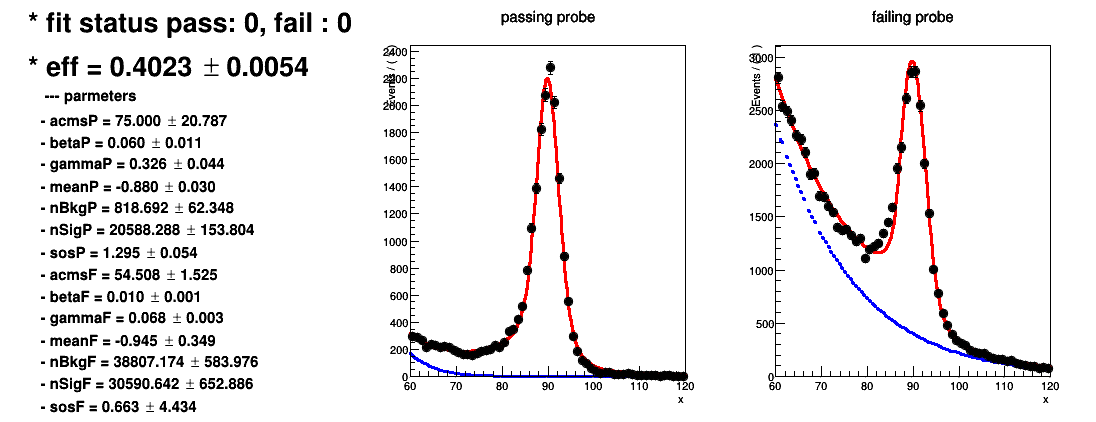 * fit status pass: 0, fail : 0
* eff = 0.4023 ± 0.0054
--- parmeters
- acmsP = 75.000 ± 20.787
- betaP = 0.060 ± 0.011
- gammaP = 0.326 ± 0.044
- meanP = -0.880 ± 0.030
- nBkgP = 818.692 ± 62.348
- nSigP = 20588.288 ± 153.804
- sosP = 1.295 ± 0.054
- acmsF = 54.508 ± 1.525
- betaF = 0.010 ± 0.001
- gammaF = 0.068 ± 0.003
- meanF = -0.945 ± 0.349
- nBkgF = 38807.174 ± 583.976
- nSigF = 30590.642 ± 652.886
- sosF = 0.663 ± 4.434
passing probe
Events / ( )
2400
2200
2000
1800
1600
1400
1200
1000
800
600
400
200
0
60 70 80 90 100 110 120
x
failing probe
Events / ( )
3000
2500
2000
1500
1000
500
0
60 70 80 90 100 110 120
x